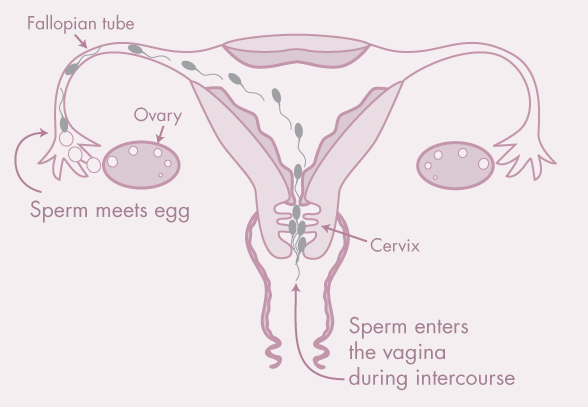 Fallopian tube
Ovary
Sperm meets egg
Cervix
Sperm enters
the vagina
during intercourse